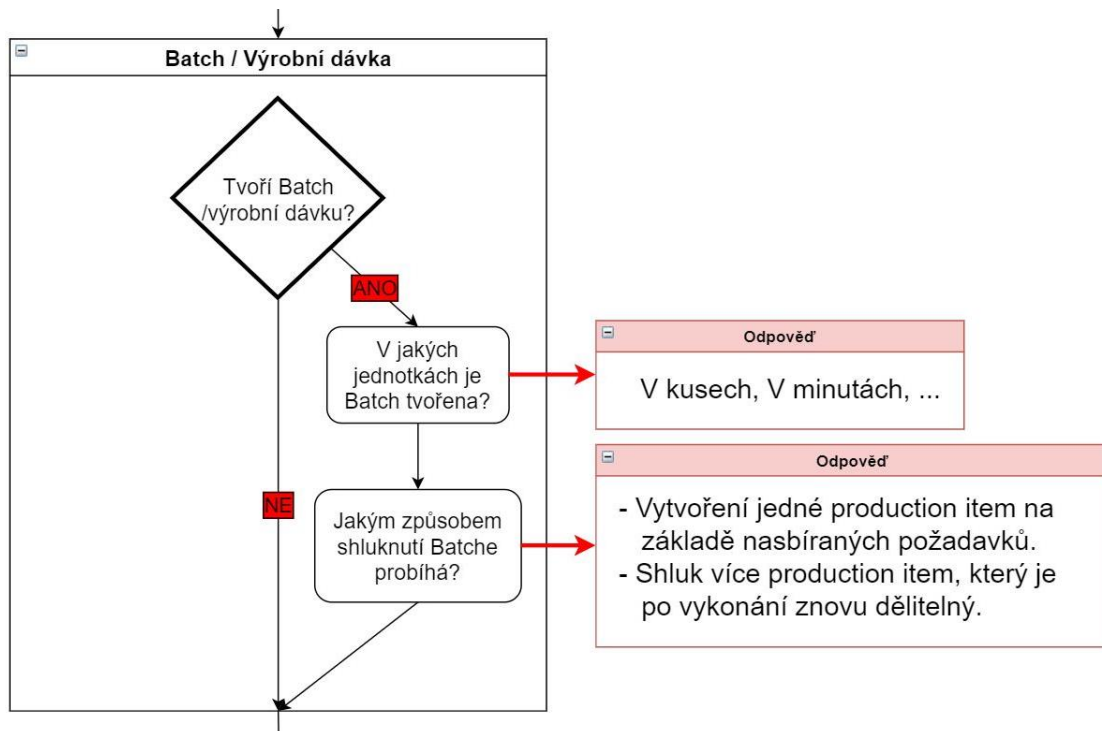 Batch / Výrobní dávka
Tvoří Batch
/výrobní dávku?
ANO
V jakých
jednotkách je
Batch tvořena?
Odpověď
V kusech, V minutách, ...
NE
Jakým způsobem
shluknutí Batche
probíhá?
Odpověď
- Vytvoření jedné production item na
základě nasbíraných požadavků.
- Shluk více production item, který je
po vykonání znovu dělitelný.